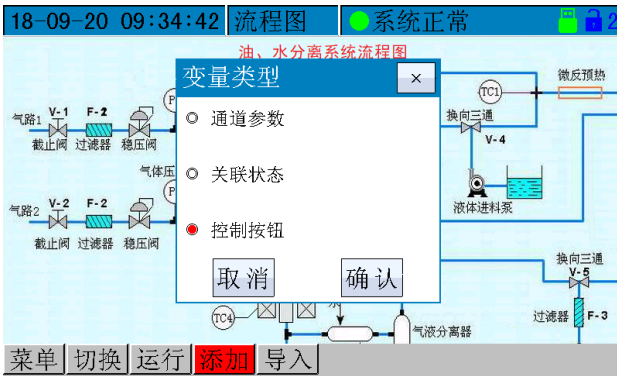 18-09-20 09:34:42 流程图 系统正常 2
油、水分离系统流程图
变量类型 ×
通道参数
关联状态
控制按钮
取消 确认
气路1 V-1 F-2
截止阀 过滤器 稳压阀
气体压
气路2 V-2 F-2
截止阀 过滤器 稳压阀
TC1 微反预热
换向三通
V-4
液体进料泵
换向三通
V-5
过滤器 F-3
TC4
气液分离器
菜单 切换 运行 添加 导入